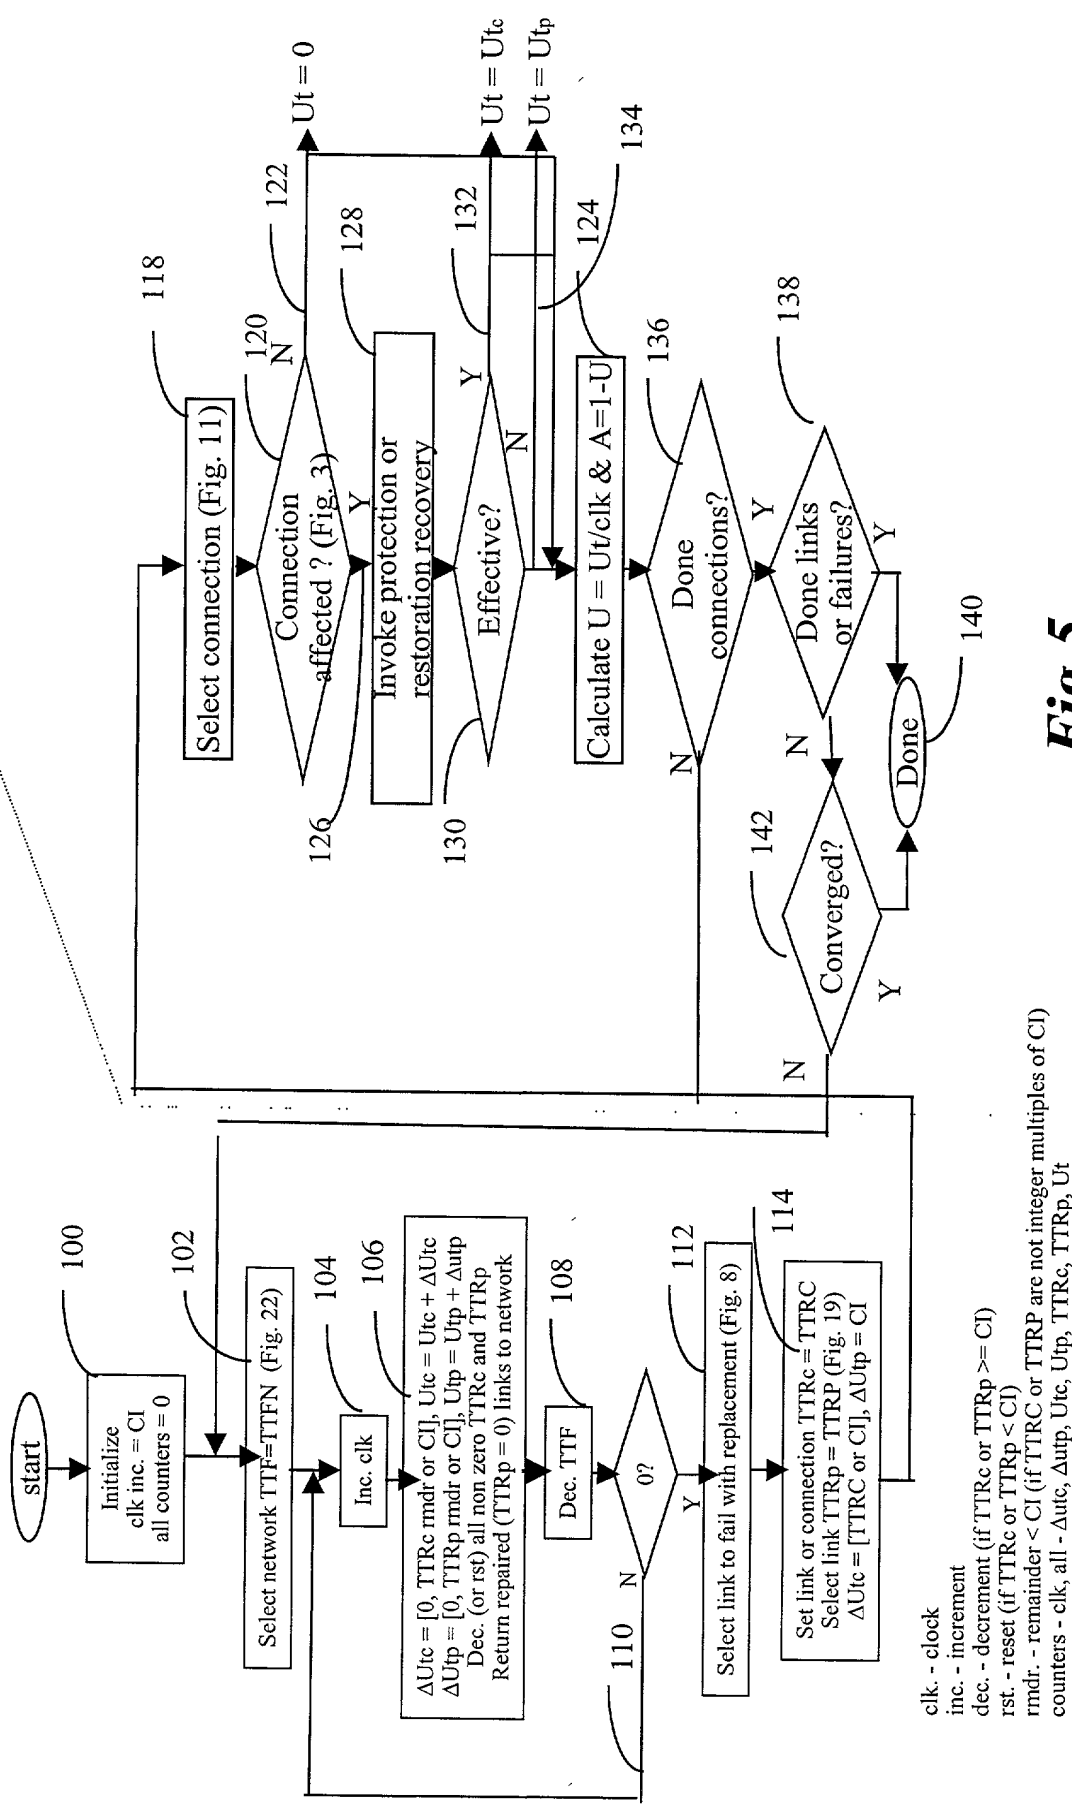 start
100
Initialize
clk inc. = CI
all counters = 0
102
Select network TTF=TTFN (Fig. 22)
104
Inc. clk
106
ΔUtc = [0, TTRc rmdr or CI], Utc = Utc + ΔUtc
ΔUtp = [0, TTRp rmdr or CI], Utp = Utp + Δutp
Dec. (or rst) all non zero TTRc and TTRp
Return repaired (TTRp = 0) links to network
108
Dec. TTF
0?
N
Y
110
112
Select link to fail with replacement (Fig. 8)
114
Set link or connection TTRc = TTRC
Select link TTRp = TTRP (Fig. 19)
ΔUtc = [TTRC or CI], ΔUtp = CI
118
Select connection (Fig. 11)
120
N
Connection
affected ? (Fig. 3)
122
Ut = 0
Y
126
128
Invoke protection or
restoration recovery
130
Effective?
Y
N
132
Ut = Utc
Ut = Utp
134
124
Calculate U = Ut/clk & A=1-U
136
Done
connections?
N
Y
138
Done links
or failures?
N
Y
142
Converged?
N
Y
Done
140
clk. - clock
inc. - increment
dec. - decrement (if TTRc or TTRp >= CI)
rst. - reset (if TTRc or TTRp < CI)
rmdr. - remainder < CI (if TTRC or TTRP are not integer multiples of CI)
counters - clk, all - Δutc, Δutp, Utc, Utp, TTRc, TTRp, Ut
Fig. 5